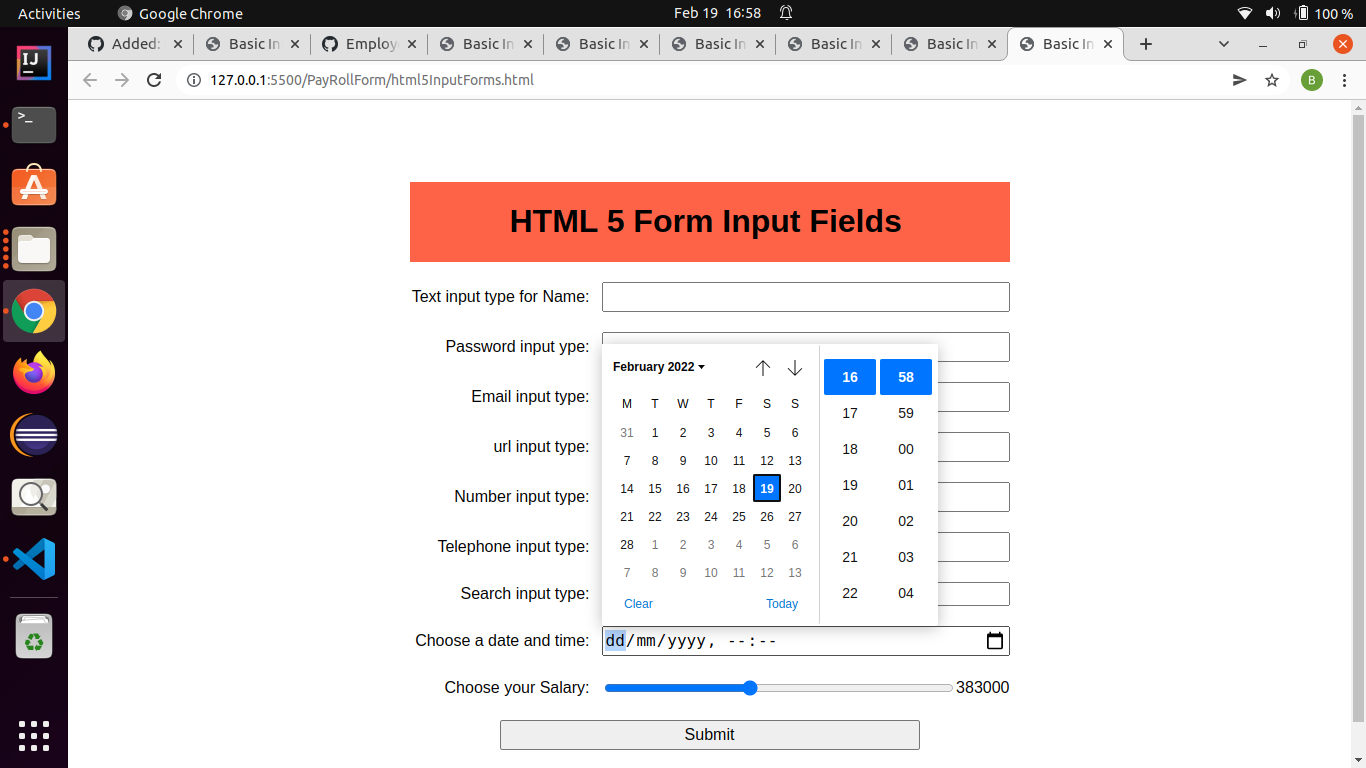 Activities Google Chrome Feb 19 16:58 100 %
Added: Basic In Employ Basic In Basic In Basic In Basic In Basic In Basic In
127.0.0.1:5500/PayRollForm/html5InputForms.html B
HTML 5 Form Input Fields
Text input type for Name:
Password input ype:
Email input type:
url input type:
Number input type:
Telephone input type:
Search input type:
February 2022 16 58
M T W T F S S 17 59
31 1 2 3 4 5 6 18 00
7 8 9 10 11 12 13
14 15 16 17 18 19 20 19 01
21 22 23 24 25 26 27 20 02
28 1 2 3 4 5 6 21 03
7 8 9 10 11 12 13 22 04
Clear Today
Choose a date and time: dd/mm/yyyy, --:--
Choose your Salary: 383000
Submit